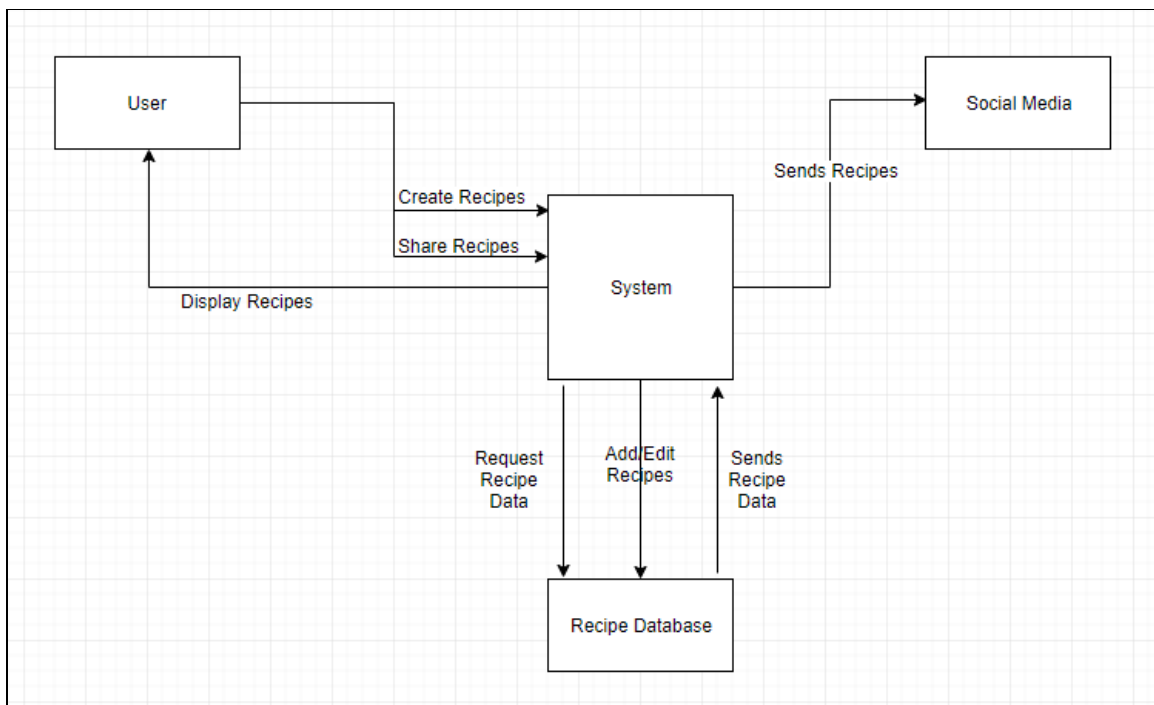 User
Social Media
Sends Recipes
Create Recipes
Share Recipes
System
Display Recipes
Request
Recipe
Data
Add/Edit
Recipes
Sends
Recipe
Data
Recipe Database